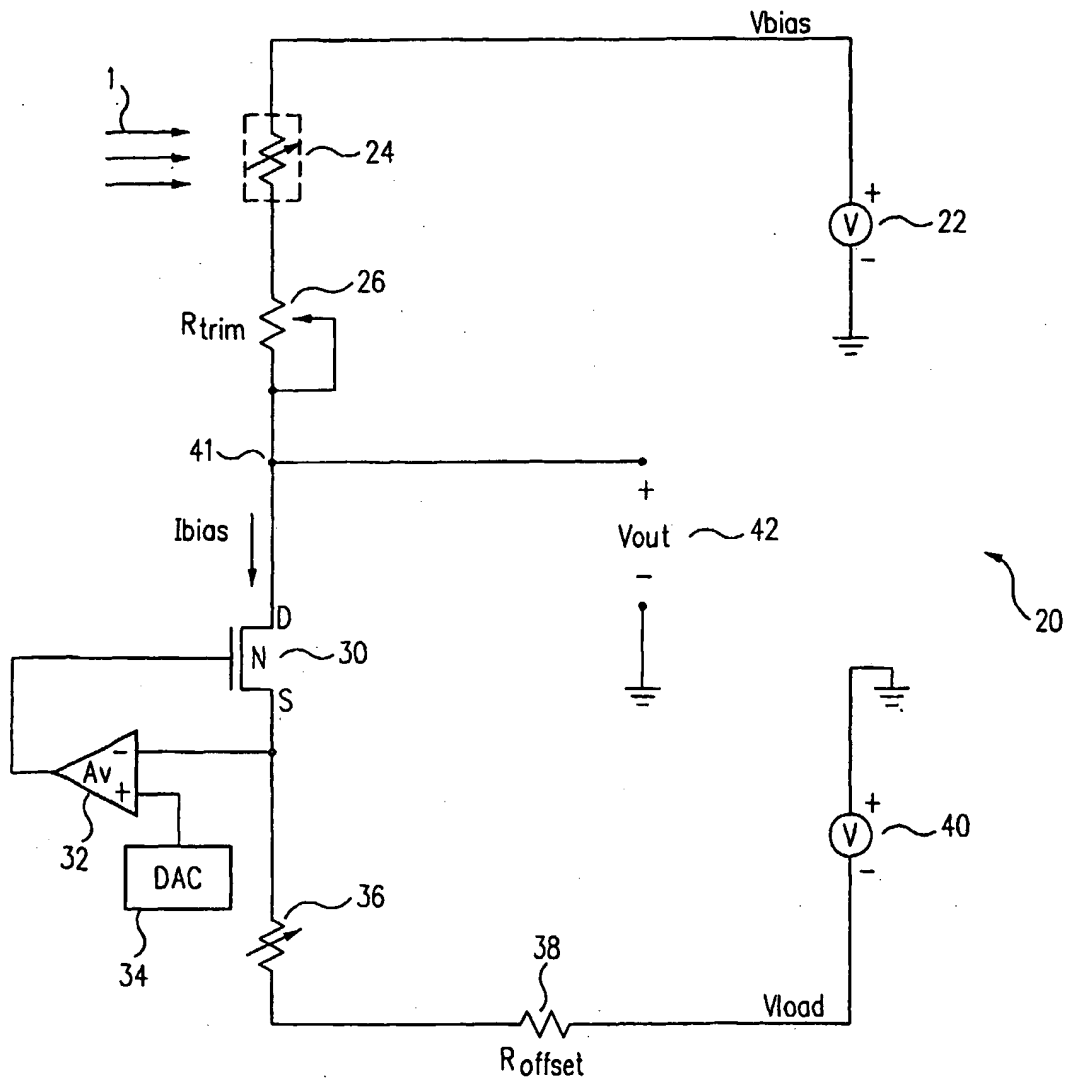 Vbias
1
24
+
V
22
-
26
Rtrim
41
+
Ibias
Vout
42
-
20
D
N
30
S
-
Av
+
+
V
40
-
32
DAC
36
34
38
Vload
Roffset